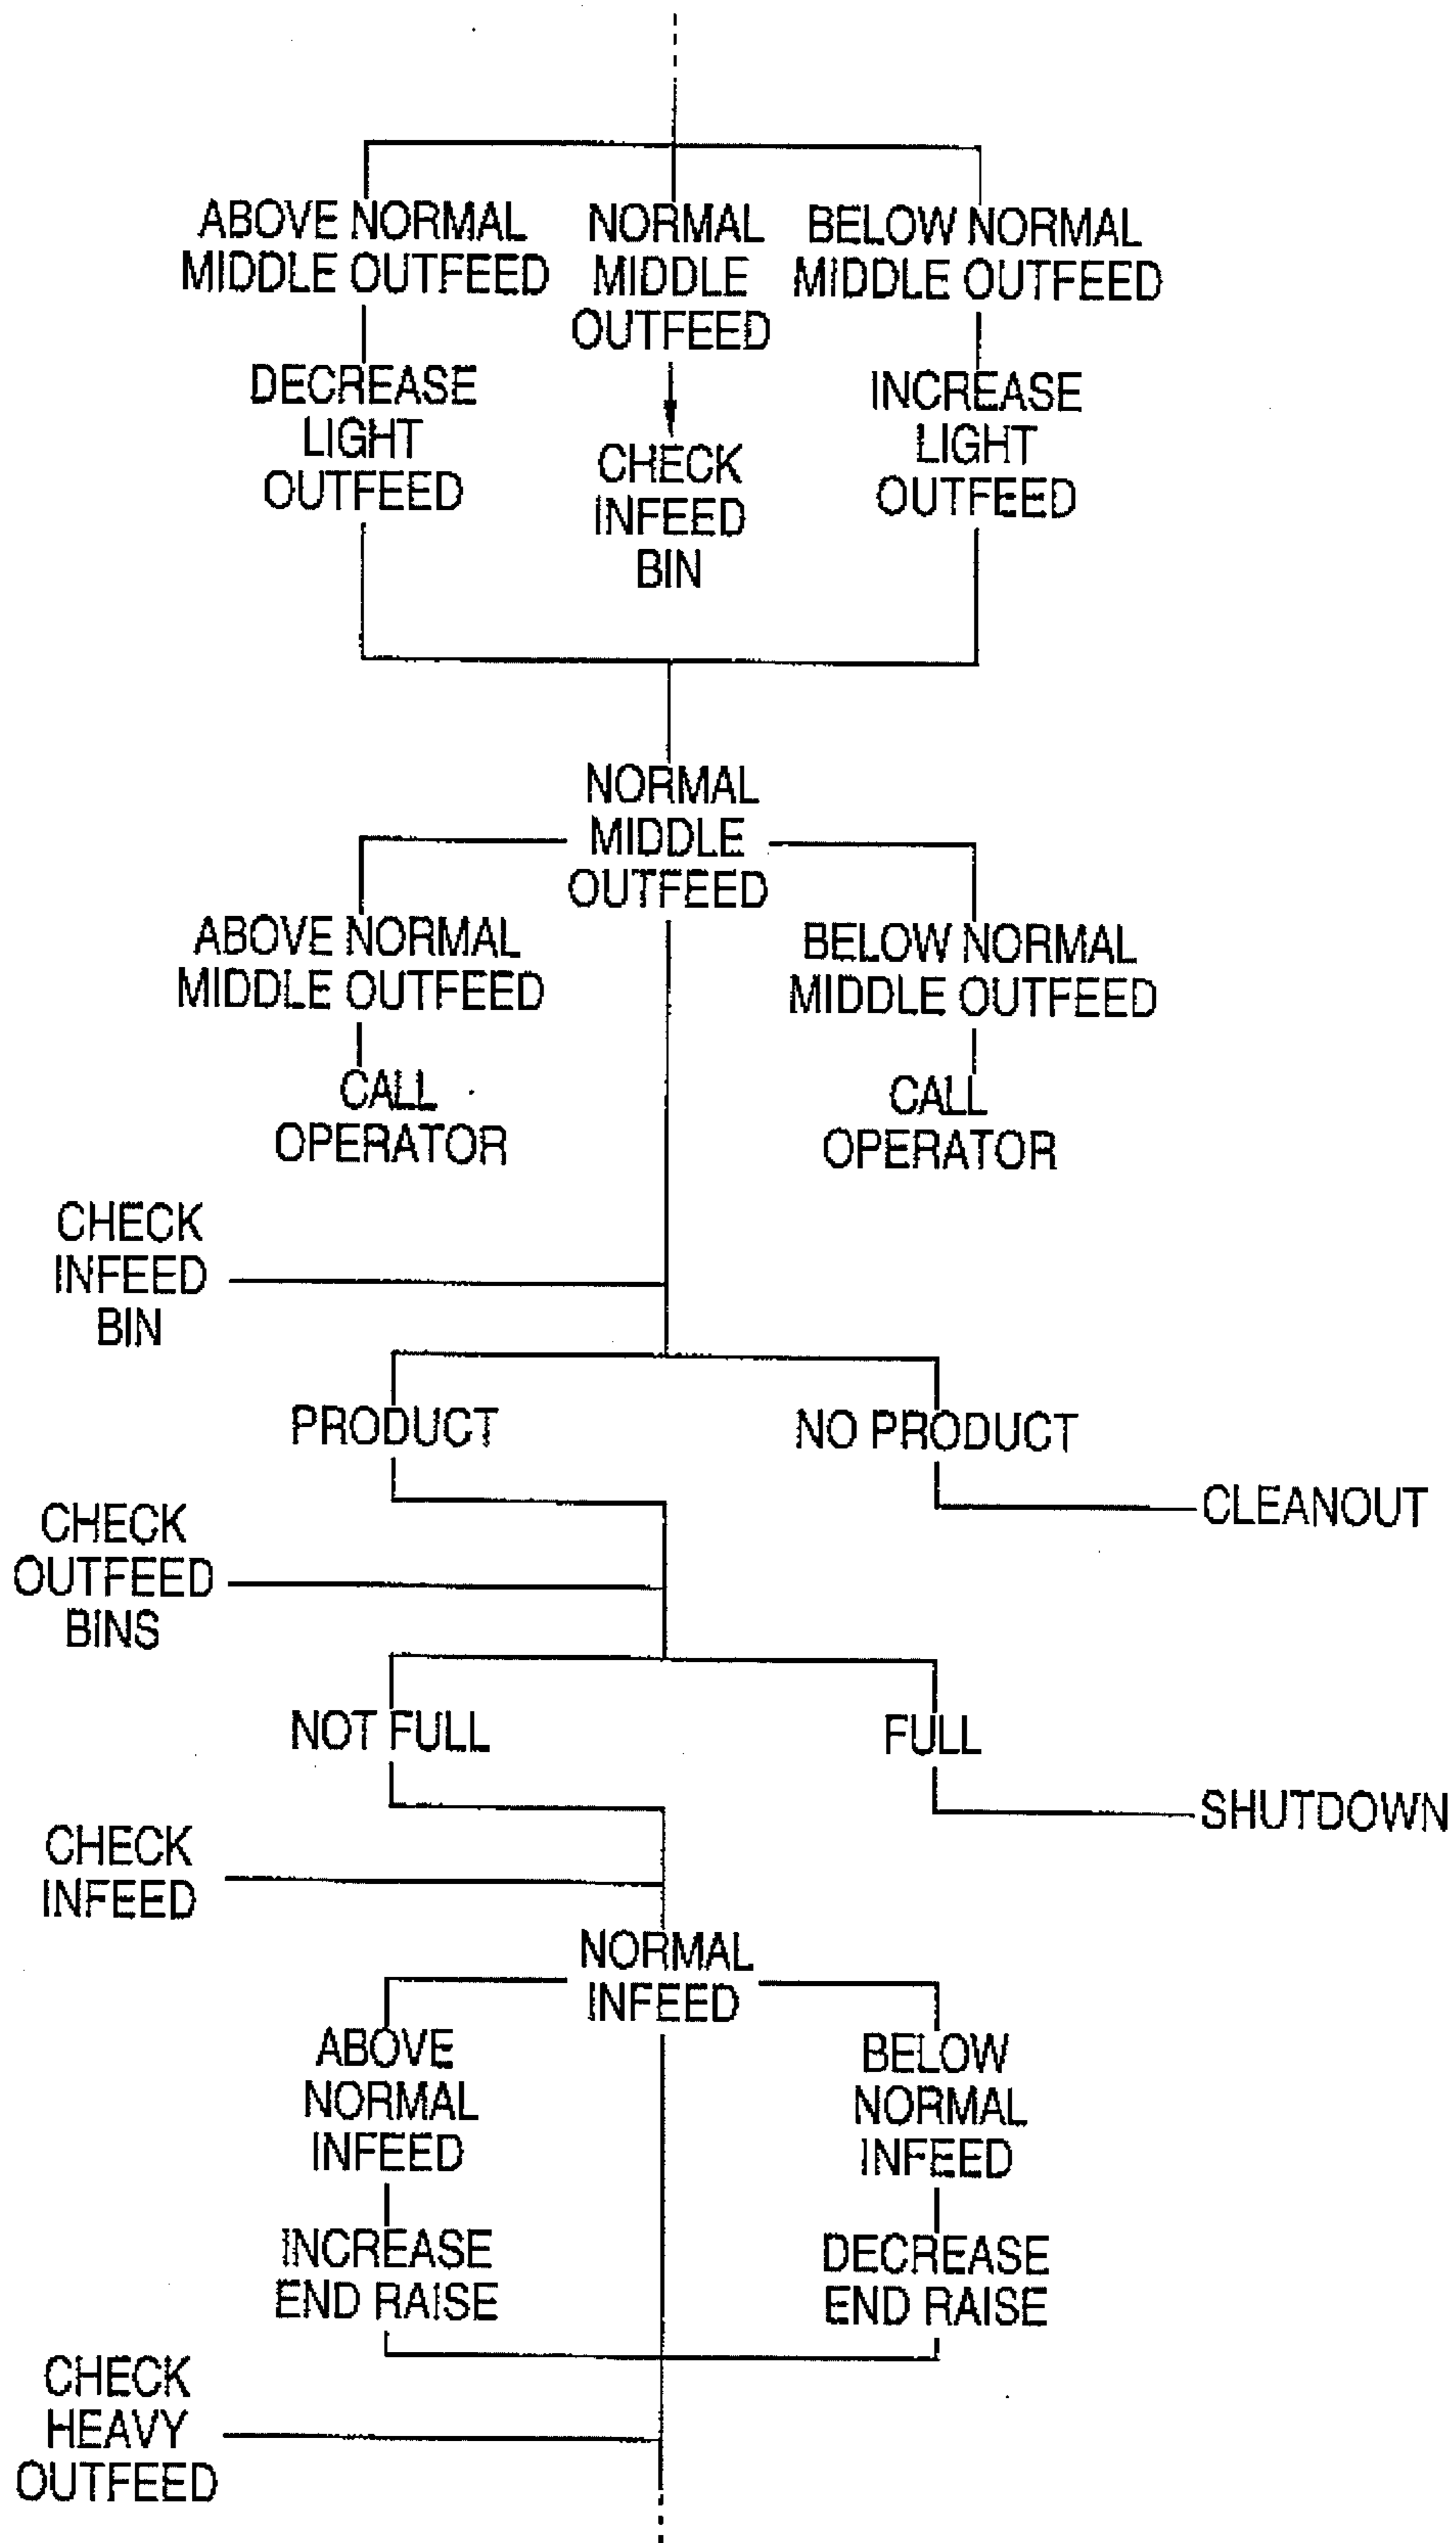 ABOVE NORMAL
MIDDLE OUTFEED
NORMAL
MIDDLE
OUTFEED
BELOW NORMAL
MIDDLE OUTFEED
DECREASE
LIGHT
OUTFEED
CHECK
INFEED
BIN
INCREASE
LIGHT
OUTFEED
NORMAL
MIDDLE
OUTFEED
ABOVE NORMAL
MIDDLE OUTFEED
BELOW NORMAL
MIDDLE OUTFEED
CALL
OPERATOR
CALL
OPERATOR
CHECK
INFEED
BIN
PRODUCT
NO PRODUCT
CLEANOUT
CHECK
OUTFEED
BINS
NOT FULL
FULL
SHUTDOWN
CHECK
INFEED
NORMAL
INFEED
ABOVE
NORMAL
INFEED
BELOW
NORMAL
INFEED
INCREASE
END RAISE
DECREASE
END RAISE
CHECK
HEAVY
OUTFEED